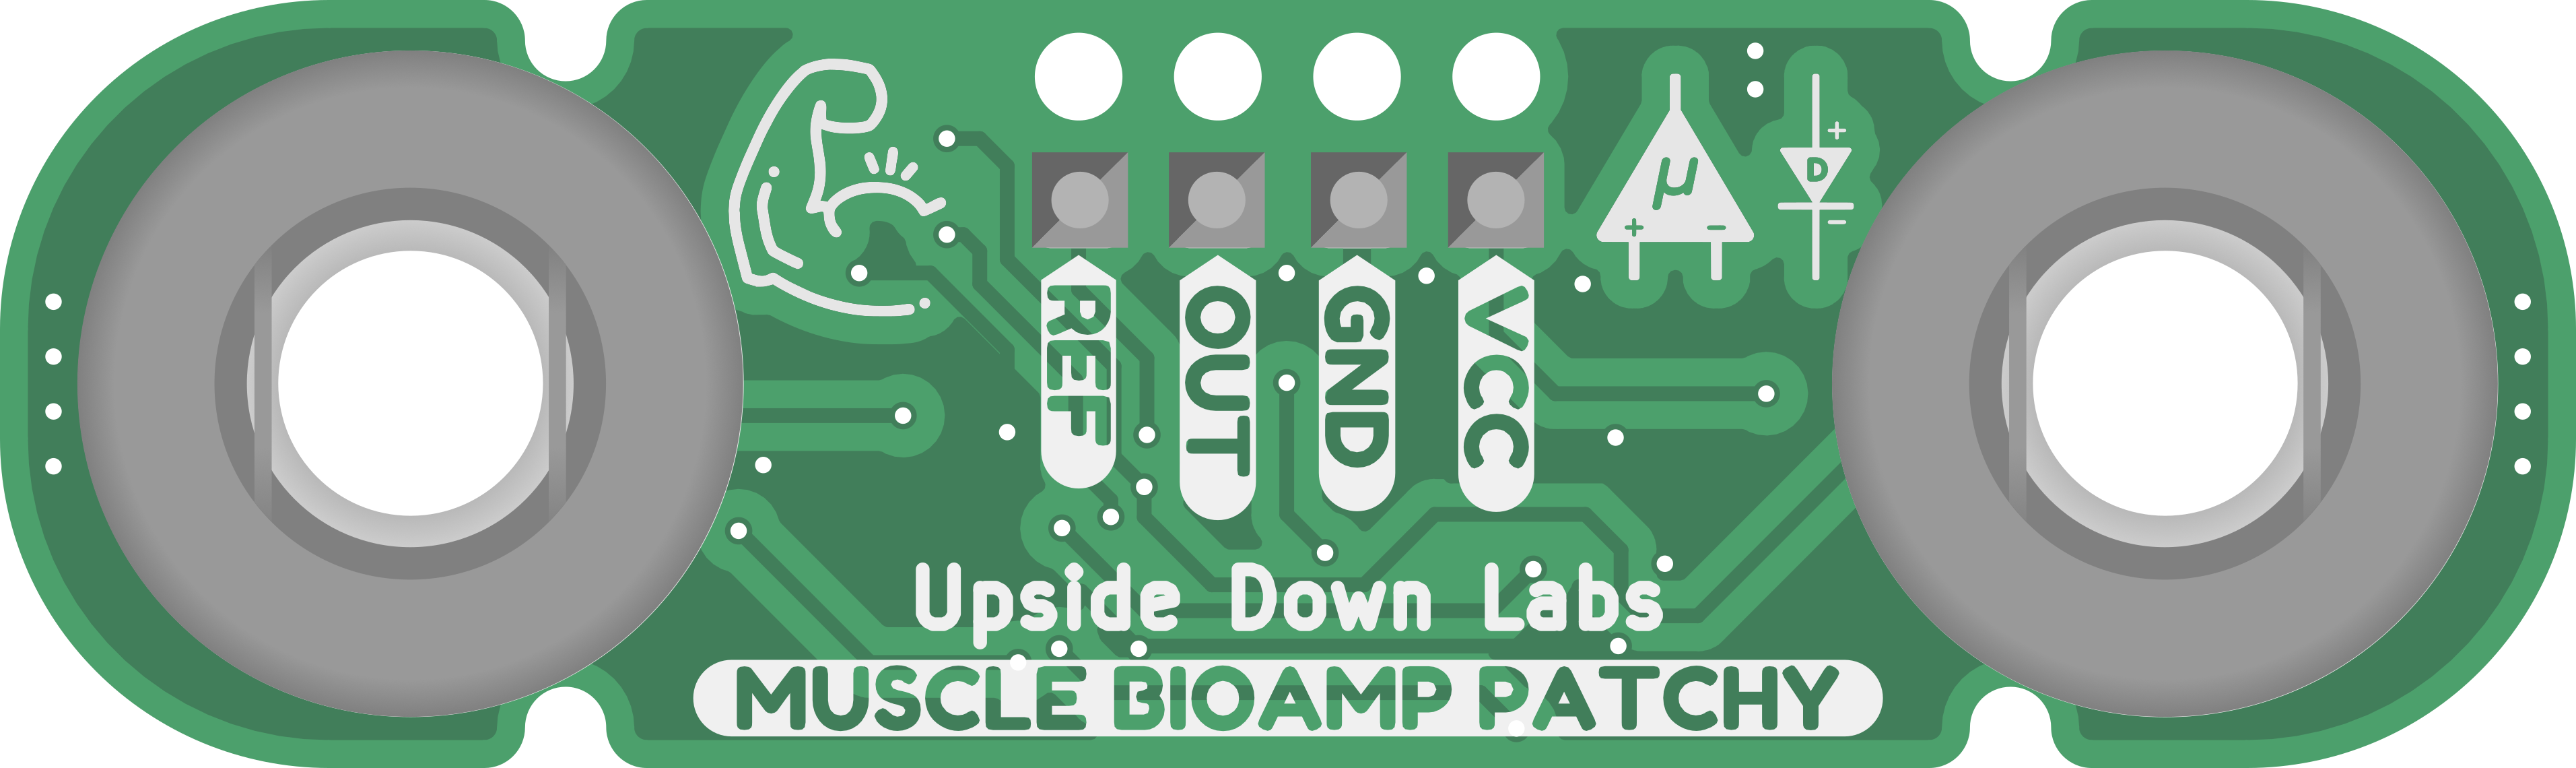 μ
+ -
+
D
-
REF
OUT
GND
VCC
Upside Down Labs
MUSCLE BIOAMP PATCHY